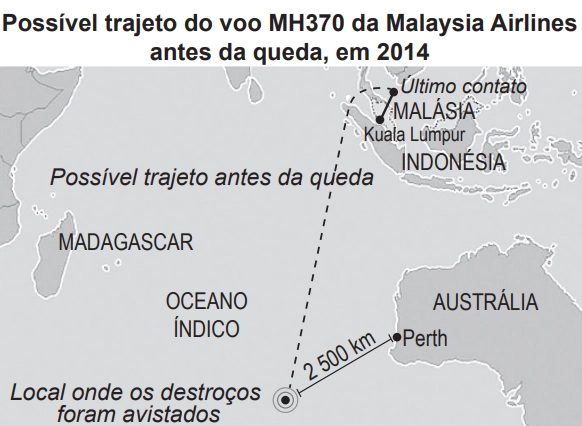 Possível trajeto do voo MH370 da Malaysia Airlines
antes da queda, em 2014
Último contato
MALÁSIA
Kuala Lumpur
INDONÉSIA
Possível trajeto antes da queda
MADAGASCAR
OCEANO
ÍNDICO
AUSTRÁLIA
Perth
2 500 km
Local onde os destroços
foram avistados